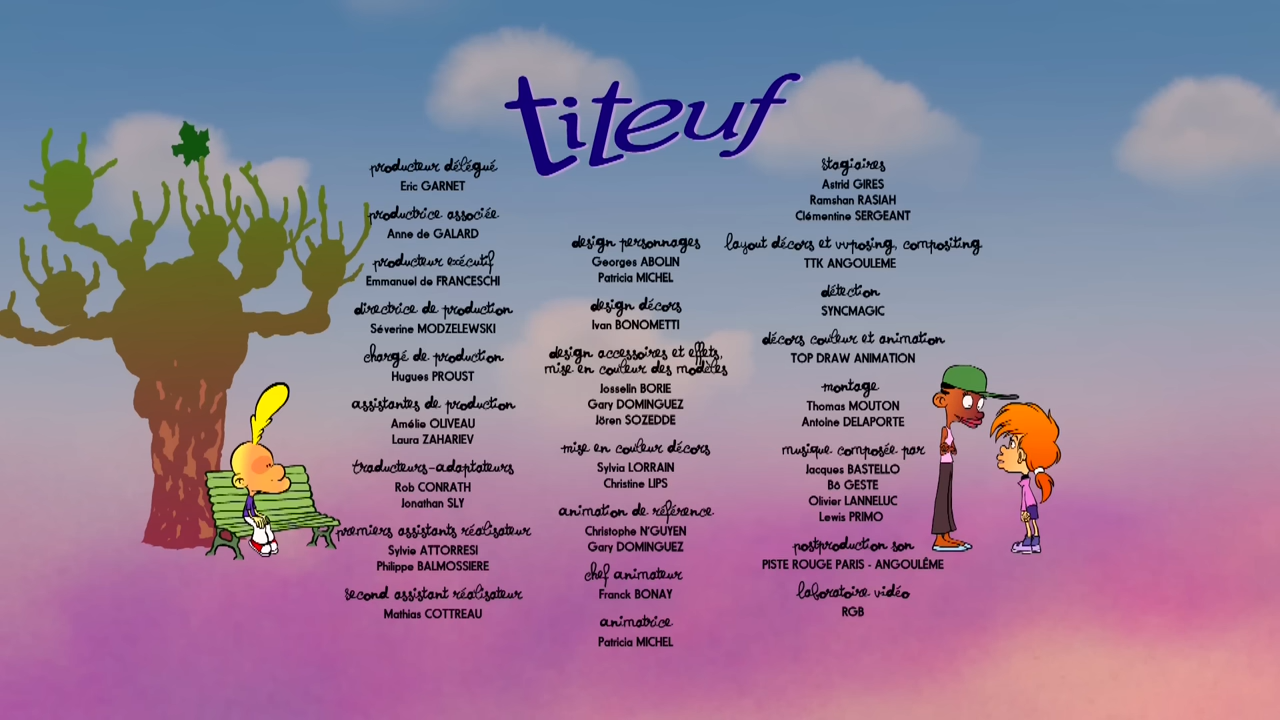 titeuf
producteur délégué
Eric GARNET
productrice associée
Anne de GALARD
producteur exécutif
Emmanuel de FRANCESCHI
directrice de production
Séverine MODZELEWSKI
chargé de production
Hugues PROUST
assistantes de production
Amélie OLIVEAU
Laura ZAHARIEV
traducteurs-adaptateurs
Rob CONRATH
Jonathan SLY
premiers assistants réalisateur
Sylvie ATTORRESI
Philippe BALMOSSIERE
second assistant réalisateur
Mathias COTTREAU
design personnages
Georges ABOLIN
Patricia MICHEL
design décors
Ivan BONOMETTI
design accessoires et effets,
mise en couleur des modèles
Josselin BORIE
Gary DOMINGUEZ
Jören SOZEDDE
mise en couleur décors
Sylvia LORRAIN
Christine LIPS
animation de référence
Christophe N'GUYEN
Gary DOMINGUEZ
chef animateur
Franck BONAY
animatrice
Patricia MICHEL
stagiaires
Astrid GIRES
Ramshan RASIAH
Clémentine SERGEANT
layout décors et vvposing, compositing
TTK ANGOULEME
détection
SYNCMAGIC
décors couleur et animation
TOP DRAW ANIMATION
montage
Thomas MOUTON
Antoine DELAPORTE
musique composée par
Jacques BASTELLO
Bô GESTE
Olivier LANNELUC
Lewis PRIMO
postproduction son
PISTE ROUGE PARIS - ANGOULÊME
laboratoire vidéo
RGB